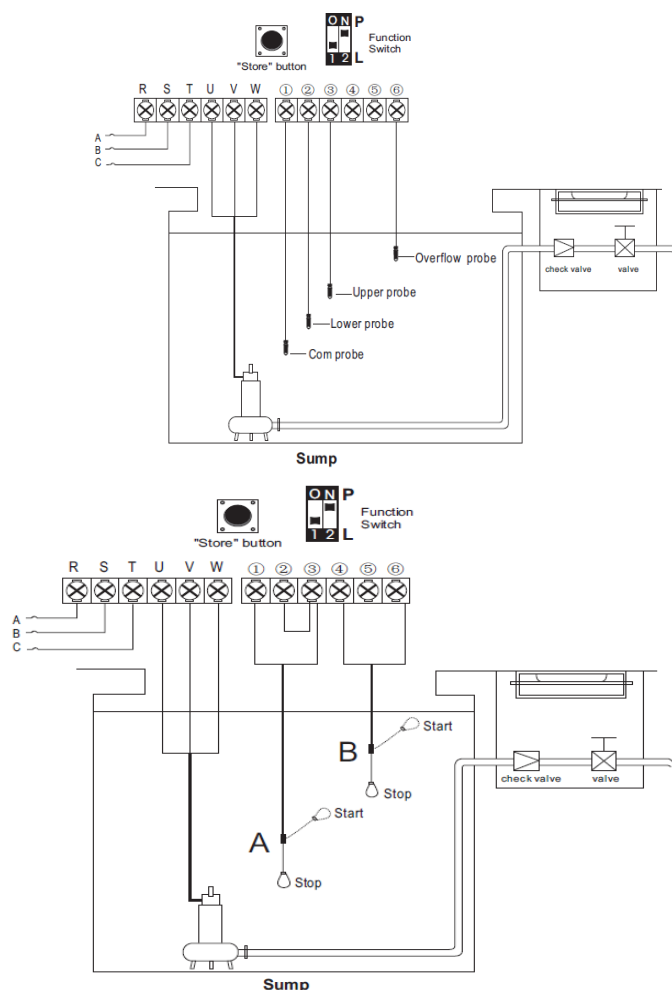 ON P
Function
Switch
1 2 L
"Store" button
R S T U V W ① ② ③ ④ ⑤ ⑥
A
B
C
Overflow probe
check valve valve
Upper probe
Lower probe
Com probe
Sump
ON P
Function
Switch
1 2 L
"Store" button
R S T U V W ① ② ③ ④ ⑤ ⑥
A
B
C
Start
B
Stop
check valve valve
Start
A
Stop
Sump